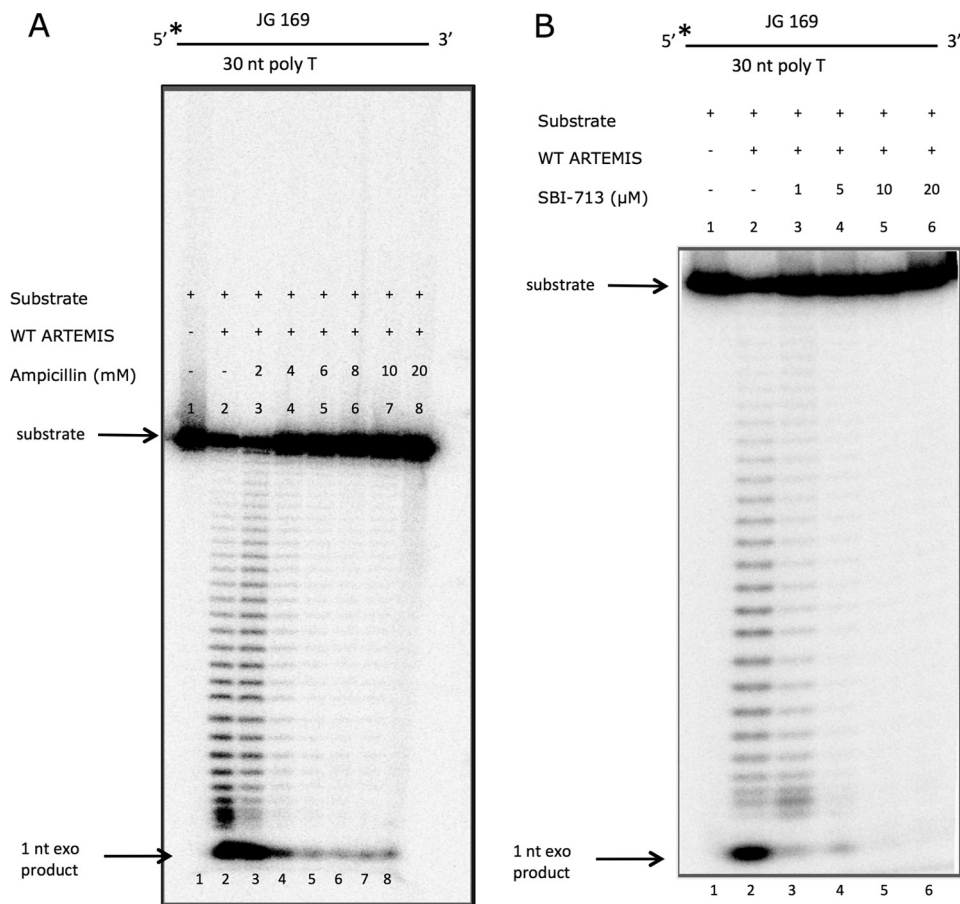 A
JG 169
5’ * 3’
30 nt poly T
Substrate + + + + + + + +
WT ARTEMIS - + + + + + + +
Ampicillin (mM) - - 2 4 6 8 10 20
1 2 3 4 5 6 7 8
substrate
1 nt exo
product
1 2 3 4 5 6 7 8
B
JG 169
5’ * 3’
30 nt poly T
Substrate + + + + + +
WT ARTEMIS - + + + + +
SBI-713 (µM) - - 1 5 10 20
1 2 3 4 5 6
substrate
1 nt exo
product
1 2 3 4 5 6